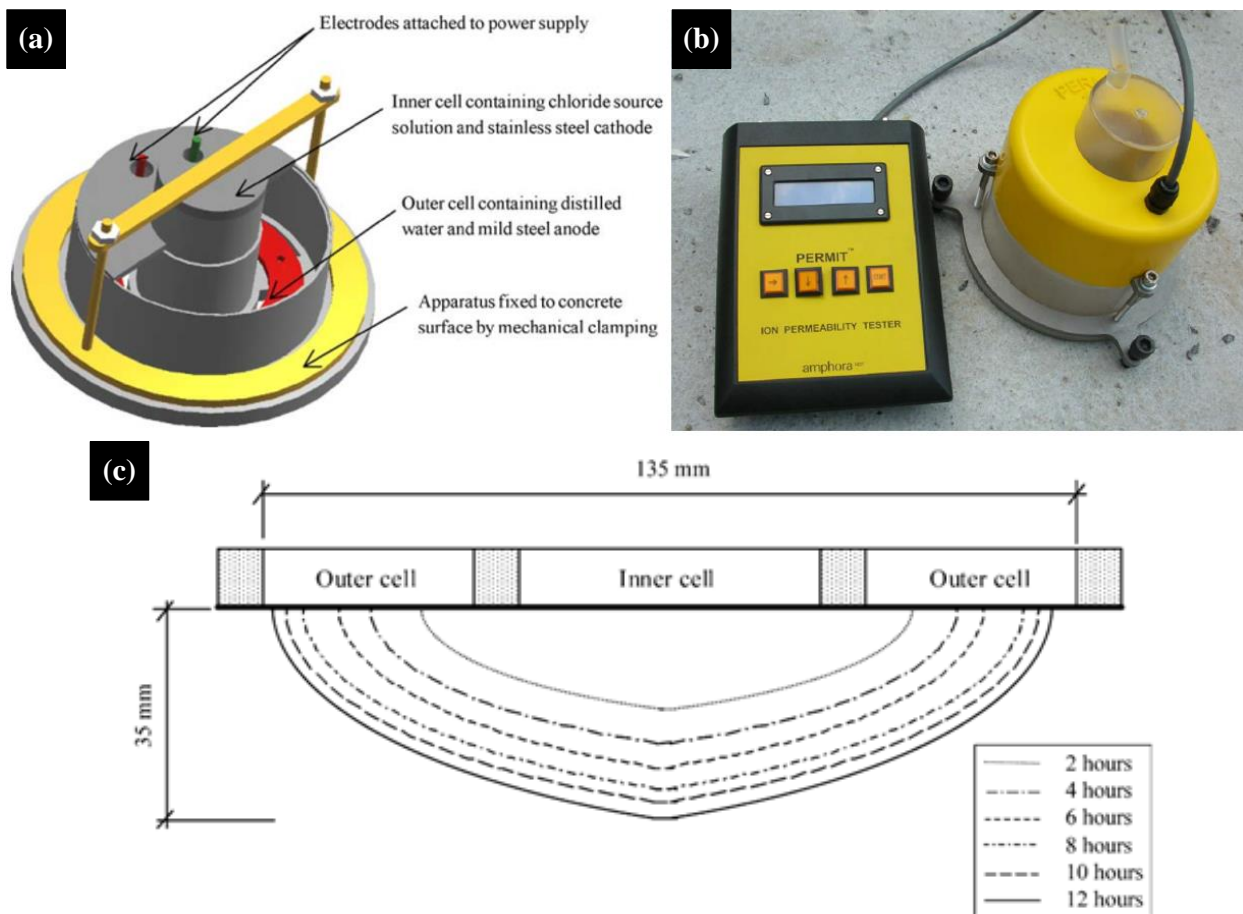 (a)
Electrodes attached to power supply
Inner cell containing chloride source
solution and stainless steel cathode
Outer cell containing distilled
water and mild steel anode
Apparatus fixed to concrete
surface by mechanical clamping
(b)
PERMIT™
ION PERMEABILITY TESTER
amphora
(c)
135 mm
Outer cell
Inner cell
Outer cell
35 mm
2 hours
4 hours
6 hours
8 hours
10 hours
12 hours